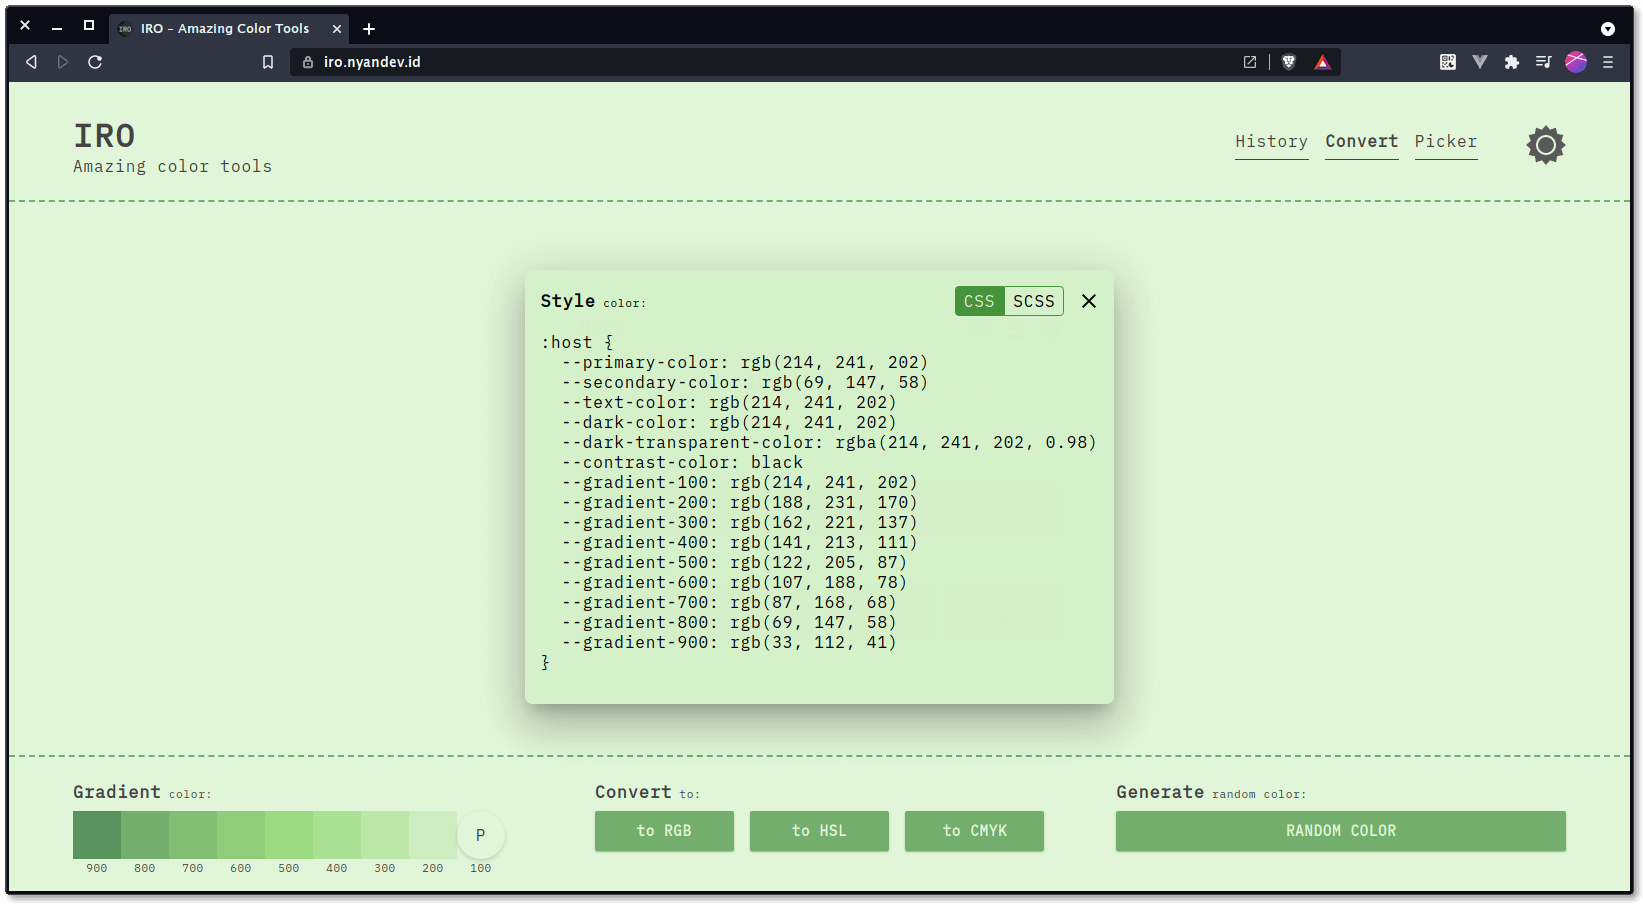 IRO - Amazing Color Tools
iro.nyandev.id
IRO
Amazing color tools
History Convert Picker
Style color:
CSS SCSS
:host {
--primary-color: rgb(214, 241, 202)
--secondary-color: rgb(69, 147, 58)
--text-color: rgb(214, 241, 202)
--dark-color: rgb(214, 241, 202)
--dark-transparent-color: rgba(214, 241, 202, 0.98)
--contrast-color: black
--gradient-100: rgb(214, 241, 202)
--gradient-200: rgb(188, 231, 170)
--gradient-300: rgb(162, 221, 137)
--gradient-400: rgb(141, 213, 111)
--gradient-500: rgb(122, 205, 87)
--gradient-600: rgb(107, 188, 78)
--gradient-700: rgb(87, 168, 68)
--gradient-800: rgb(69, 147, 58)
--gradient-900: rgb(33, 112, 41)
}
Gradient color:
P
900 800 700 600 500 400 300 200 100
Convert to:
to RGB to HSL to CMYK
Generate random color:
RANDOM COLOR